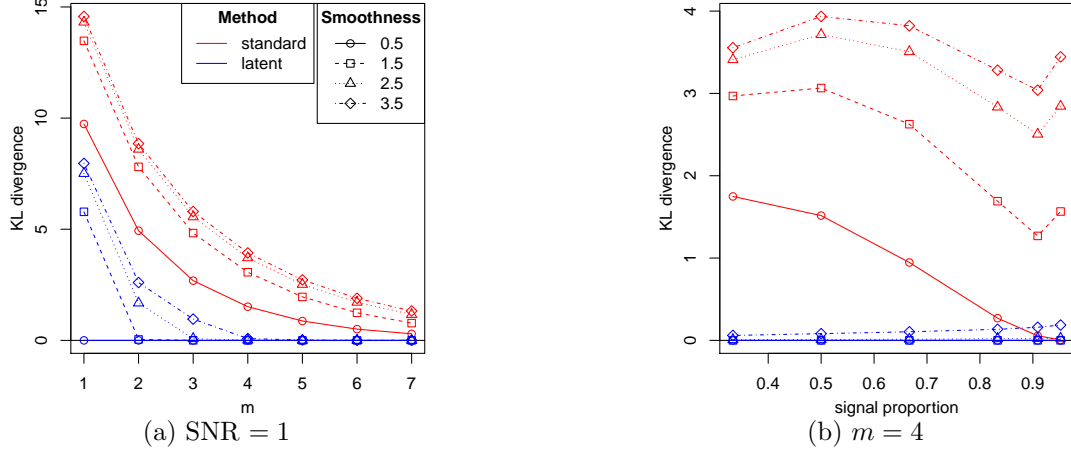 Method
standard
latent
Smoothness
0.5
1.5
2.5
3.5
15
10
5
0
KL divergence
1 2 3 4 5 6 7
m
(a) SNR = 1
4
3
2
1
0
KL divergence
0.4 0.5 0.6 0.7 0.8 0.9
signal proportion
(b) m = 4